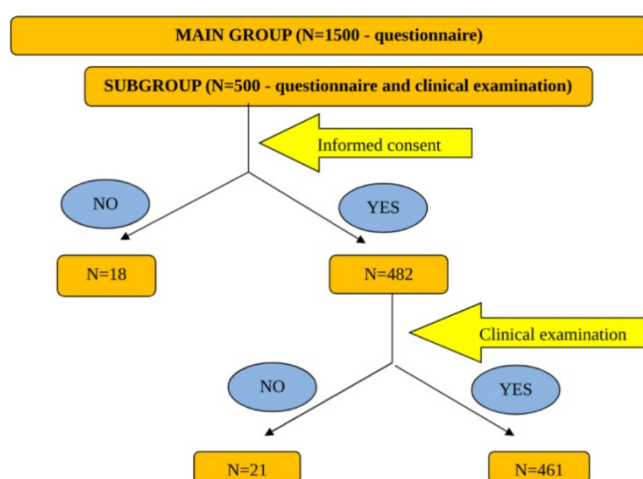 MAIN GROUP (N=1500 - questionnaire)
SUBGROUP (N=500 - questionnaire and clinical examination)
Informed consent
NO
YES
N=18
N=482
Clinical examination
NO
YES
N=21
N=461